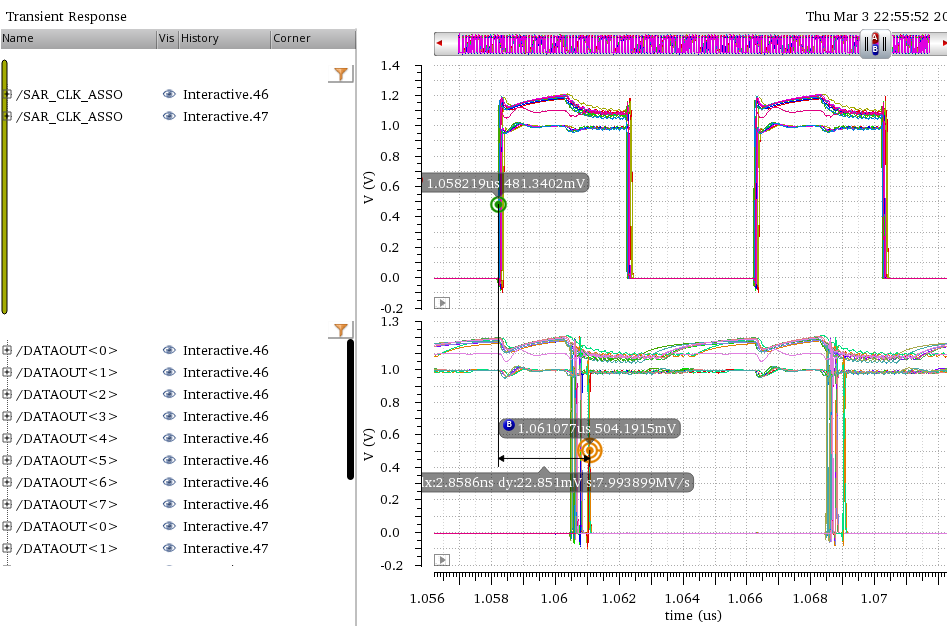 Transient Response
Thu Mar 3 22:55:52 20
Name Vis History Corner
/SAR_CLK_ASSO Interactive.46
/SAR_CLK_ASSO Interactive.47
/DATAOUT<0> Interactive.46
/DATAOUT<1> Interactive.46
/DATAOUT<2> Interactive.46
/DATAOUT<3> Interactive.46
/DATAOUT<4> Interactive.46
/DATAOUT<5> Interactive.46
/DATAOUT<6> Interactive.46
/DATAOUT<7> Interactive.46
/DATAOUT<0> Interactive.47
/DATAOUT<1> Interactive.47
A
B
1.4
1.2
1.0
0.8
0.6
0.4
0.2
0.0
-0.2
V (V)
1.058219us 481.3402mV
1.3
1.0
0.8
0.6
0.4
0.2
0.0
-0.2
V (V)
B 1.061077us 504.1915mV
x:2.8586ns dy:22.851mV s:7.993899MV/s
1.056 1.058 1.06 1.062 1.064 1.066 1.068 1.07
time (us)